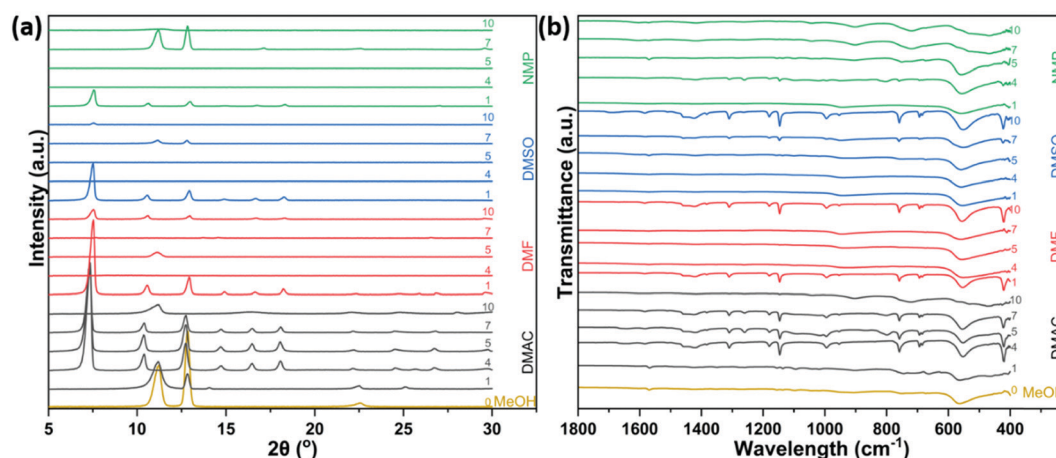 (a)
Intensity (a.u.)
10
7
5
4
1
NMP
10
7
5
4
1
DMSO
10
7
5
4
1
DMF
10
7
5
4
1
DMAC
0 MeOH
5 10 15 20 25 30
2θ (°)
(b)
Transmittance (a.u.)
10
7
5
4
1
NMP
10
7
5
4
1
DMSO
10
7
5
4
1
DMF
10
7
5
4
1
DMAC
0 MeOH
1800 1600 1400 1200 1000 800 600 400
Wavelength (cm⁻¹)